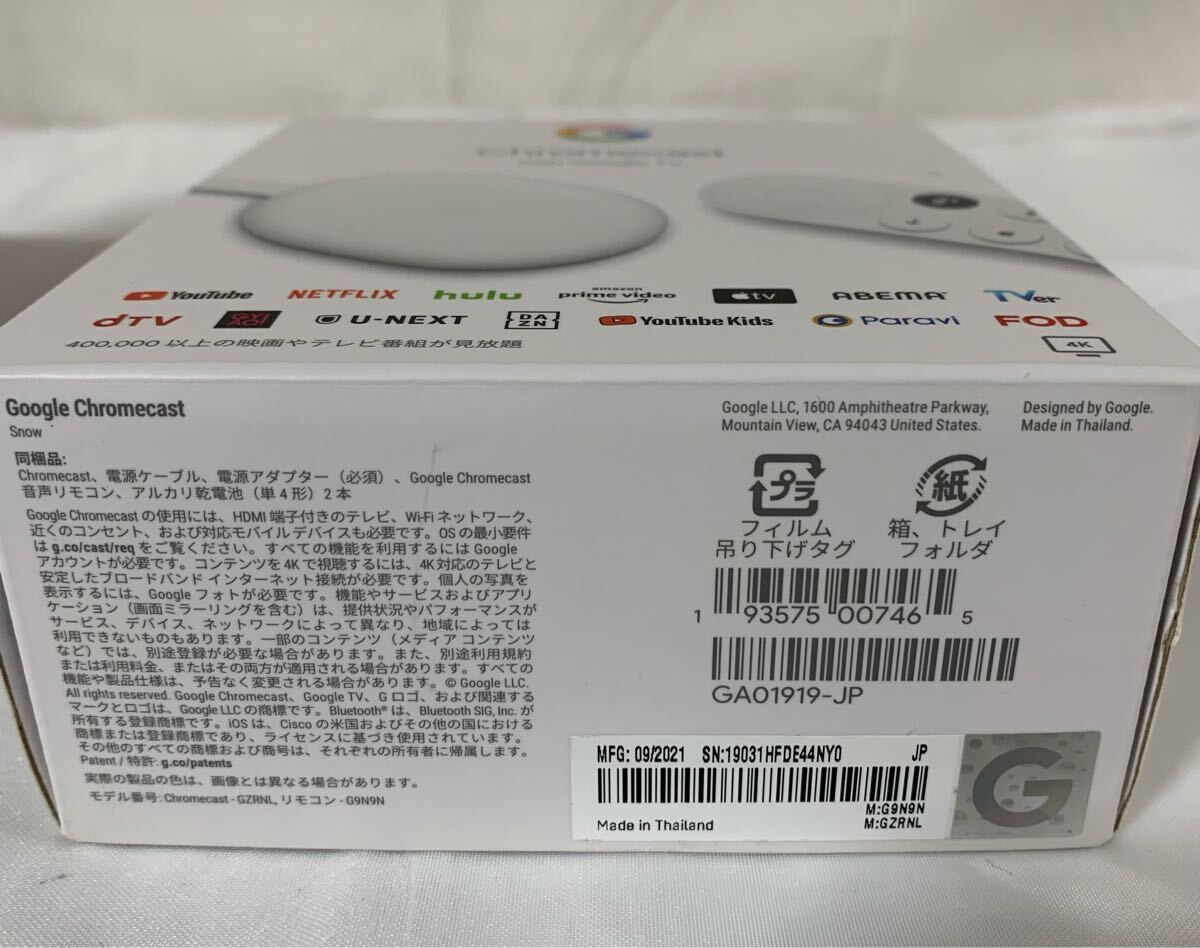 Chromecast
with Google TV
YouTube NETFLIX hulu amazon prime video tv ABEMA TVer
dTV GYAO! U-NEXT DAZN YouTube Kids Paravi FOD
400,000 以上の映画やテレビ番組が見放題
4K
Google Chromecast
Snow
同梱品:
Chromecast、電源ケーブル、電源アダプター（必須）、Google Chromecast
音声リモコン、アルカリ乾電池（単4形）2本
Google Chromecast の使用には、HDMI 端子付きのテレビ、Wi-Fi ネットワーク、
近くのコンセント、および対応モバイルデバイスも必要です。OSの最小要件
は g.co/cast/req をご覧ください。すべての機能を利用するには Google
アカウントが必要です。コンテンツを 4K で視聴するには、4K対応のテレビと
安定したブロードバンド インターネット接続が必要です。個人の写真を
表示するには、Google フォトが必要です。機能やサービスおよびアプリ
ケーション（画面ミラーリングを含む）は、提供状況やパフォーマンスが
サービス、デバイス、ネットワークによって異なり、地域によっては
利用できないものもあります。一部のコンテンツ（メディア コンテンツ
など）では、別途登録が必要な場合があります。また、別途利用規約
または利用料金、またはその両方が適用される場合があります。すべての
機能や製品仕様は、予告なく変更される場合があります。© Google LLC.
All rights reserved. Google Chromecast、Google TV、G ロゴ、および関連する
マークとロゴは、Google LLC の商標です。Bluetooth® は、Bluetooth SIG, Inc. が
所有する登録商標です。iOS は、Cisco の米国およびその他の国における
商標または登録商標であり、ライセンスに基づき使用されています。
その他のすべての商標および商号は、それぞれの所有者に帰属します。
Patent / 特許: g.co/patents
実際の製品の色は、画像とは異なる場合があります。
モデル番号: Chromecast - GZRNL, リモコン - G9N9N
Google LLC, 1600 Amphitheatre Parkway,
Mountain View, CA 94043 United States.
Designed by Google.
Made in Thailand.
プラ
フィルム
吊り下げタグ
紙
箱、トレイ
フォルダ
1 93575 00746 5
GA01919-JP
MFG: 09/2021 SN:19031HFDE44NY0 JP
M:G9N9N
Made in Thailand M:GZRNL
G